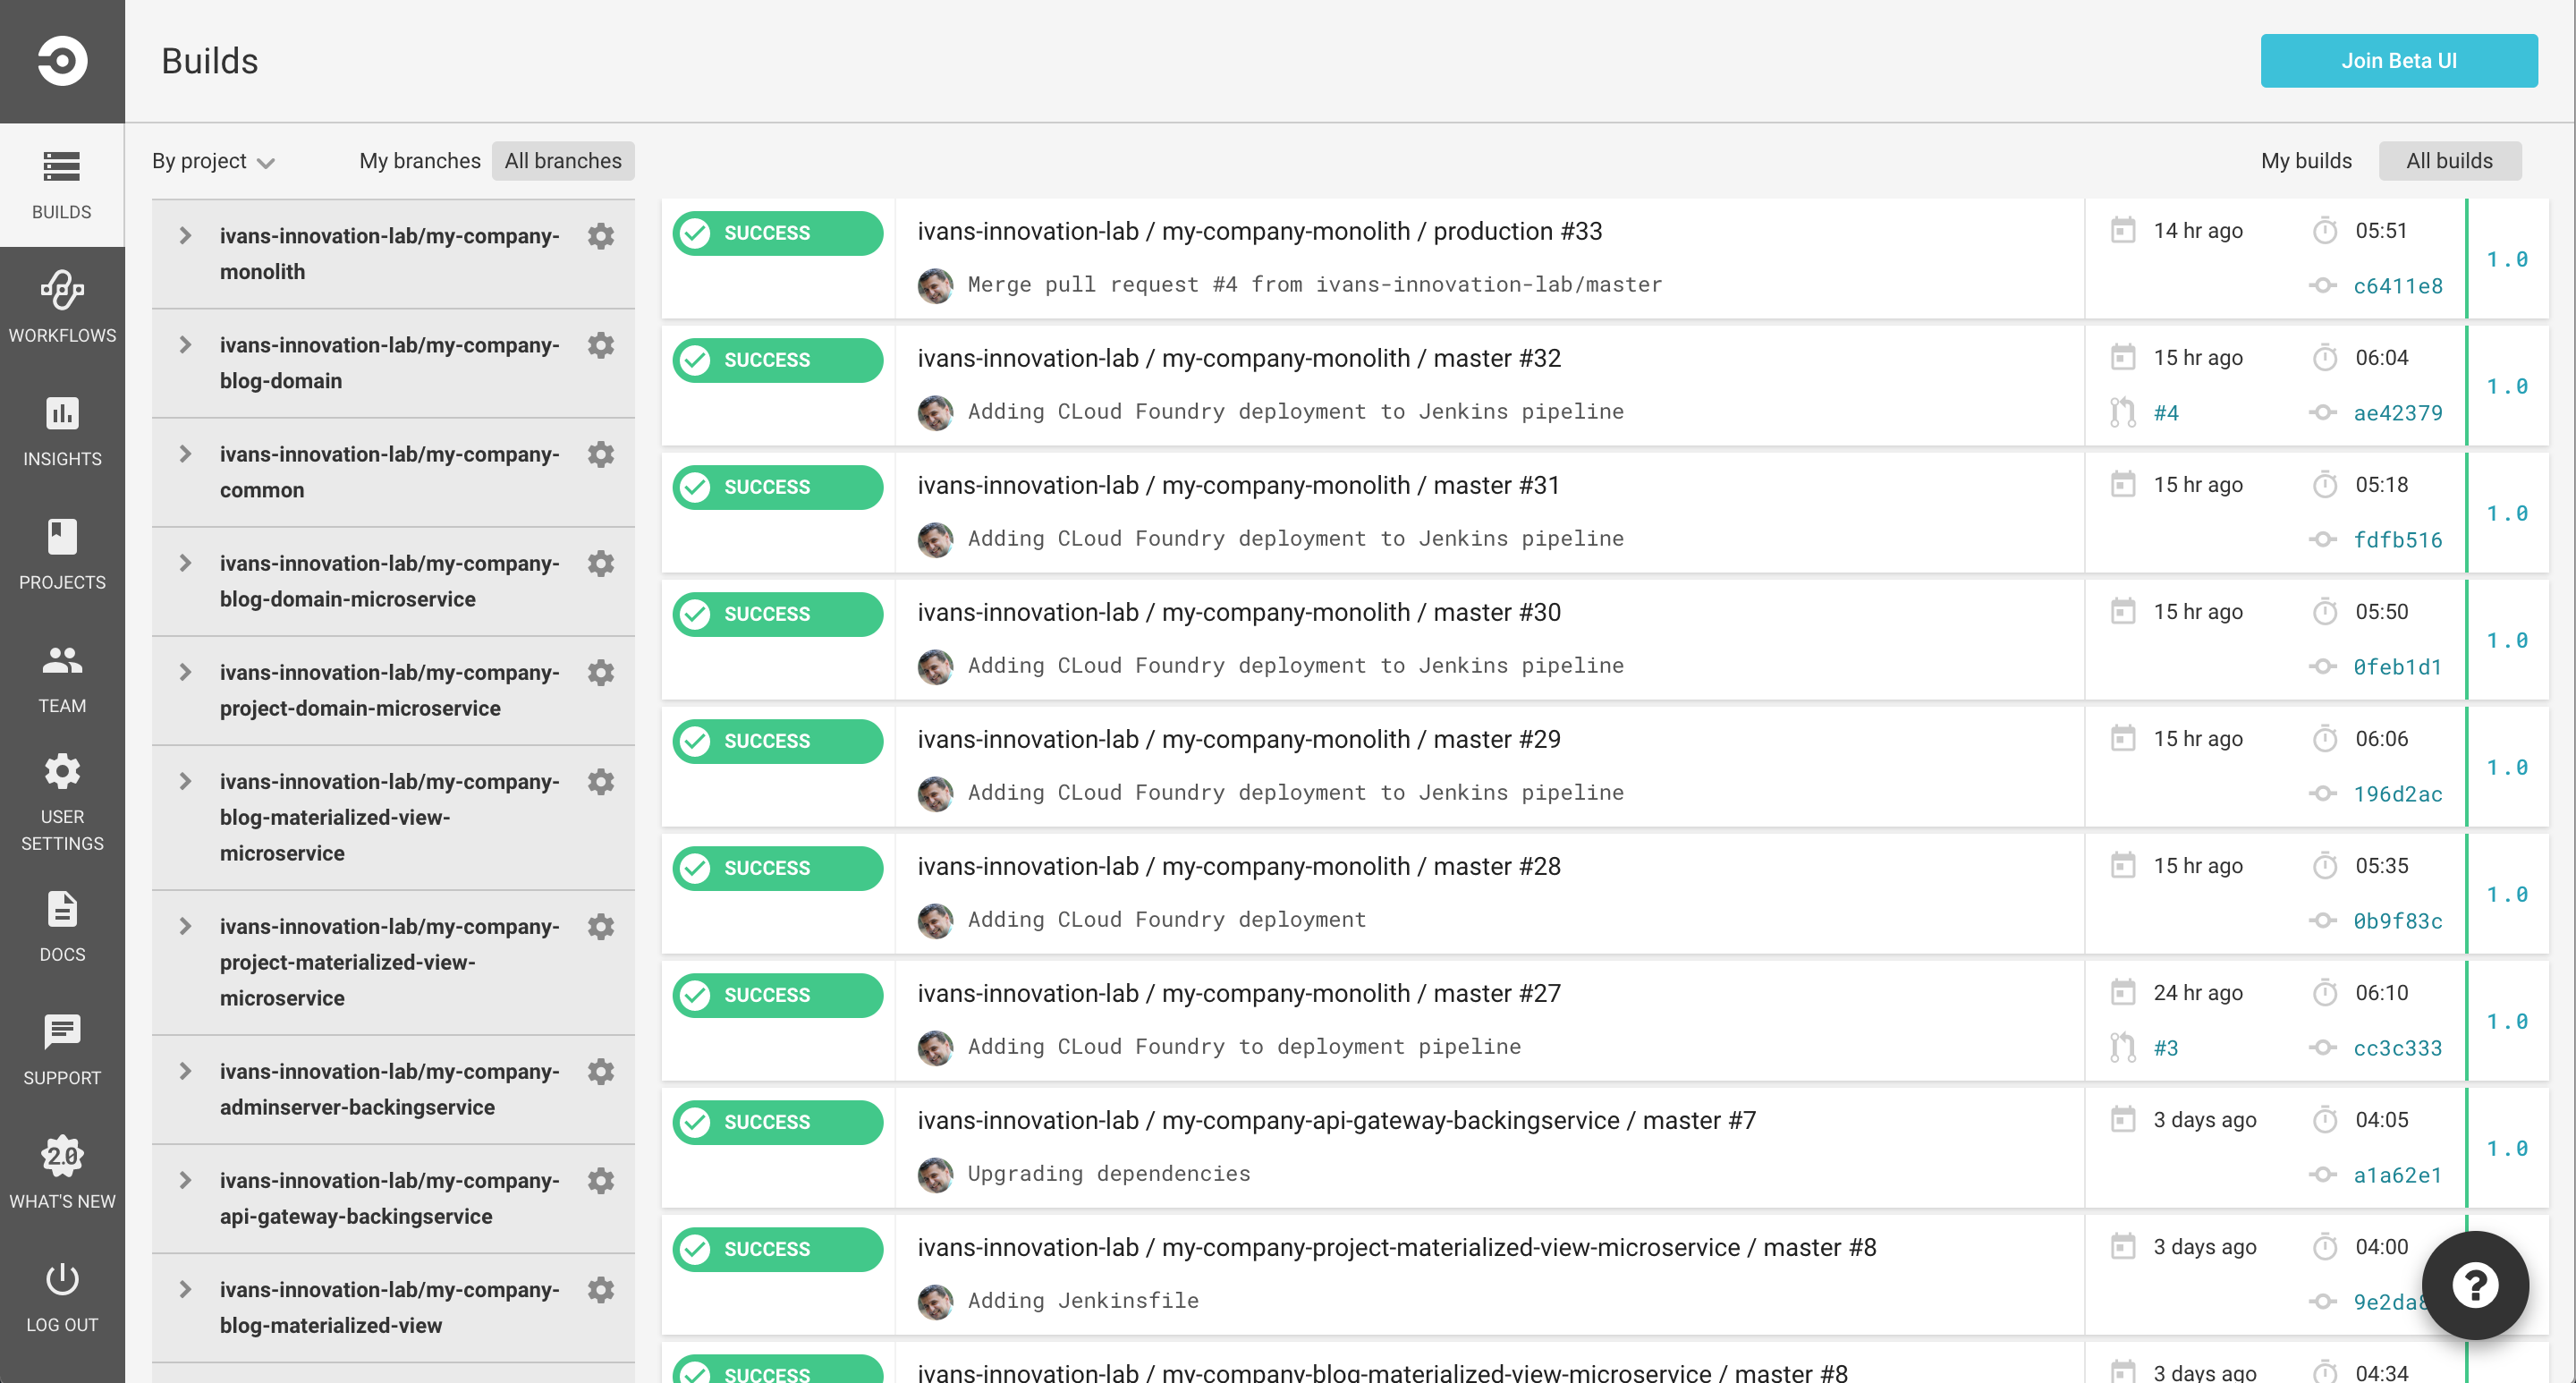 Builds
Join Beta UI
BUILDS
WORKFLOWS
INSIGHTS
PROJECTS
TEAM
USER
SETTINGS
DOCS
SUPPORT
2.0
WHAT'S NEW
LOG OUT
By project
My branches
All branches
ivans-innovation-lab/my-company-
monolith
ivans-innovation-lab/my-company-
blog-domain
ivans-innovation-lab/my-company-
common
ivans-innovation-lab/my-company-
blog-domain-microservice
ivans-innovation-lab/my-company-
project-domain-microservice
ivans-innovation-lab/my-company-
blog-materialized-view-
microservice
ivans-innovation-lab/my-company-
project-materialized-view-
microservice
ivans-innovation-lab/my-company-
adminserver-backingservice
ivans-innovation-lab/my-company-
api-gateway-backingservice
ivans-innovation-lab/my-company-
blog-materialized-view
My builds
All builds
SUCCESS ivans-innovation-lab / my-company-monolith / production #33 14 hr ago 05:51
Merge pull request #4 from ivans-innovation-lab/master c6411e8
1.0
SUCCESS ivans-innovation-lab / my-company-monolith / master #32 15 hr ago 06:04
Adding CLoud Foundry deployment to Jenkins pipeline #4 ae42379
1.0
SUCCESS ivans-innovation-lab / my-company-monolith / master #31 15 hr ago 05:18
Adding CLoud Foundry deployment to Jenkins pipeline fdfb516
1.0
SUCCESS ivans-innovation-lab / my-company-monolith / master #30 15 hr ago 05:50
Adding CLoud Foundry deployment to Jenkins pipeline 0feb1d1
1.0
SUCCESS ivans-innovation-lab / my-company-monolith / master #29 15 hr ago 06:06
Adding CLoud Foundry deployment to Jenkins pipeline 196d2ac
1.0
SUCCESS ivans-innovation-lab / my-company-monolith / master #28 15 hr ago 05:35
Adding CLoud Foundry deployment 0b9f83c
1.0
SUCCESS ivans-innovation-lab / my-company-monolith / master #27 24 hr ago 06:10
Adding CLoud Foundry to deployment pipeline #3 cc3c333
1.0
SUCCESS ivans-innovation-lab / my-company-api-gateway-backingservice / master #7 3 days ago 04:05
Upgrading dependencies a1a62e1
1.0
SUCCESS ivans-innovation-lab / my-company-project-materialized-view-microservice / master #8 3 days ago 04:00
Adding Jenkinsfile
SUCCESS ivans-innovation-lab / my-company-blog-materialized-view-microservice / master #8 3 days ago 04:34